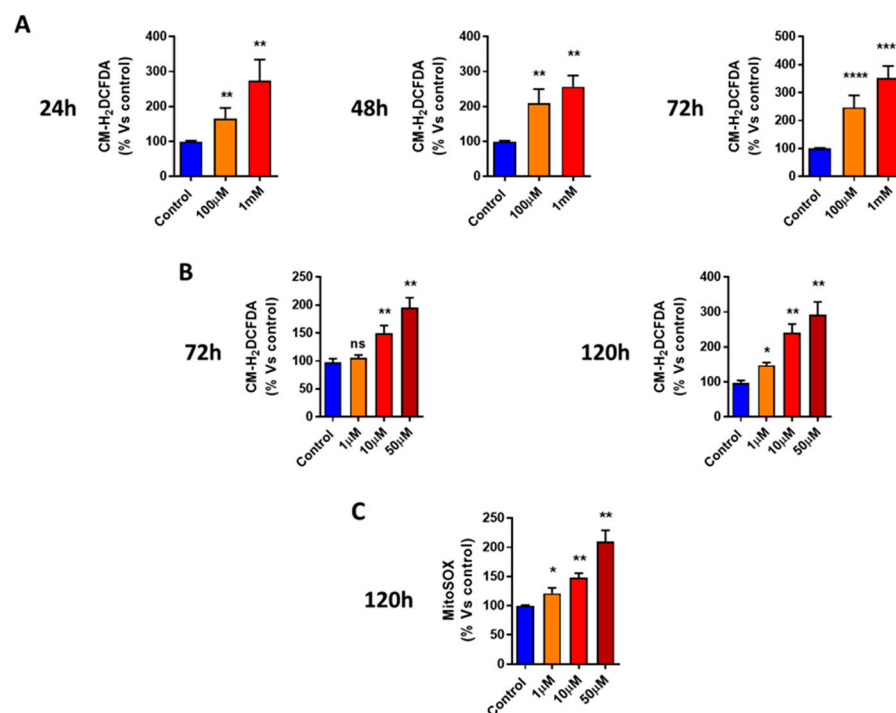 A
24h
CM-H₂DCFDA
(% Vs control)
400
300
200
100
0
**
**
Control
100μM
1mM
48h
CM-H₂DCFDA
(% Vs control)
400
300
200
100
0
**
**
Control
100μM
1mM
72h
CM-H₂DCFDA
(% Vs control)
500
400
300
200
100
0
****
***
Control
100μM
1mM
B
72h
CM-H₂DCFDA
(% Vs control)
250
200
150
100
50
0
ns
**
**
Control
1μM
10μM
50μM
120h
CM-H₂DCFDA
(% Vs control)
400
300
200
100
0
*
**
**
Control
1μM
10μM
50μM
C
120h
MitoSOX
(% Vs control)
250
200
150
100
50
0
*
**
**
Control
1μM
10μM
50μM